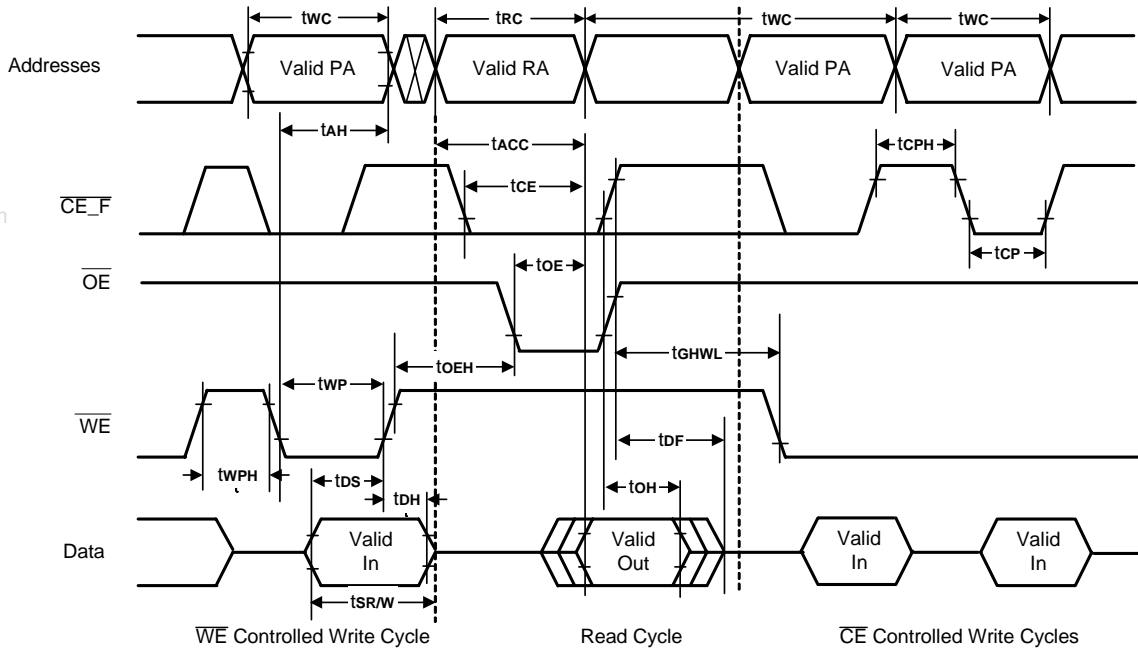 tWC tRC tWC tWC
Addresses Valid PA Valid RA Valid PA Valid PA
tAH tACC tCPH
CE_F tCE
tCP
OE tOE
tOEH tGHWL
tWP
WE
tDF
tWPH tDS tDH tOH
Data Valid In Valid Out Valid In Valid In
tSR/W
WE Controlled Write Cycle Read Cycle CE Controlled Write Cycles